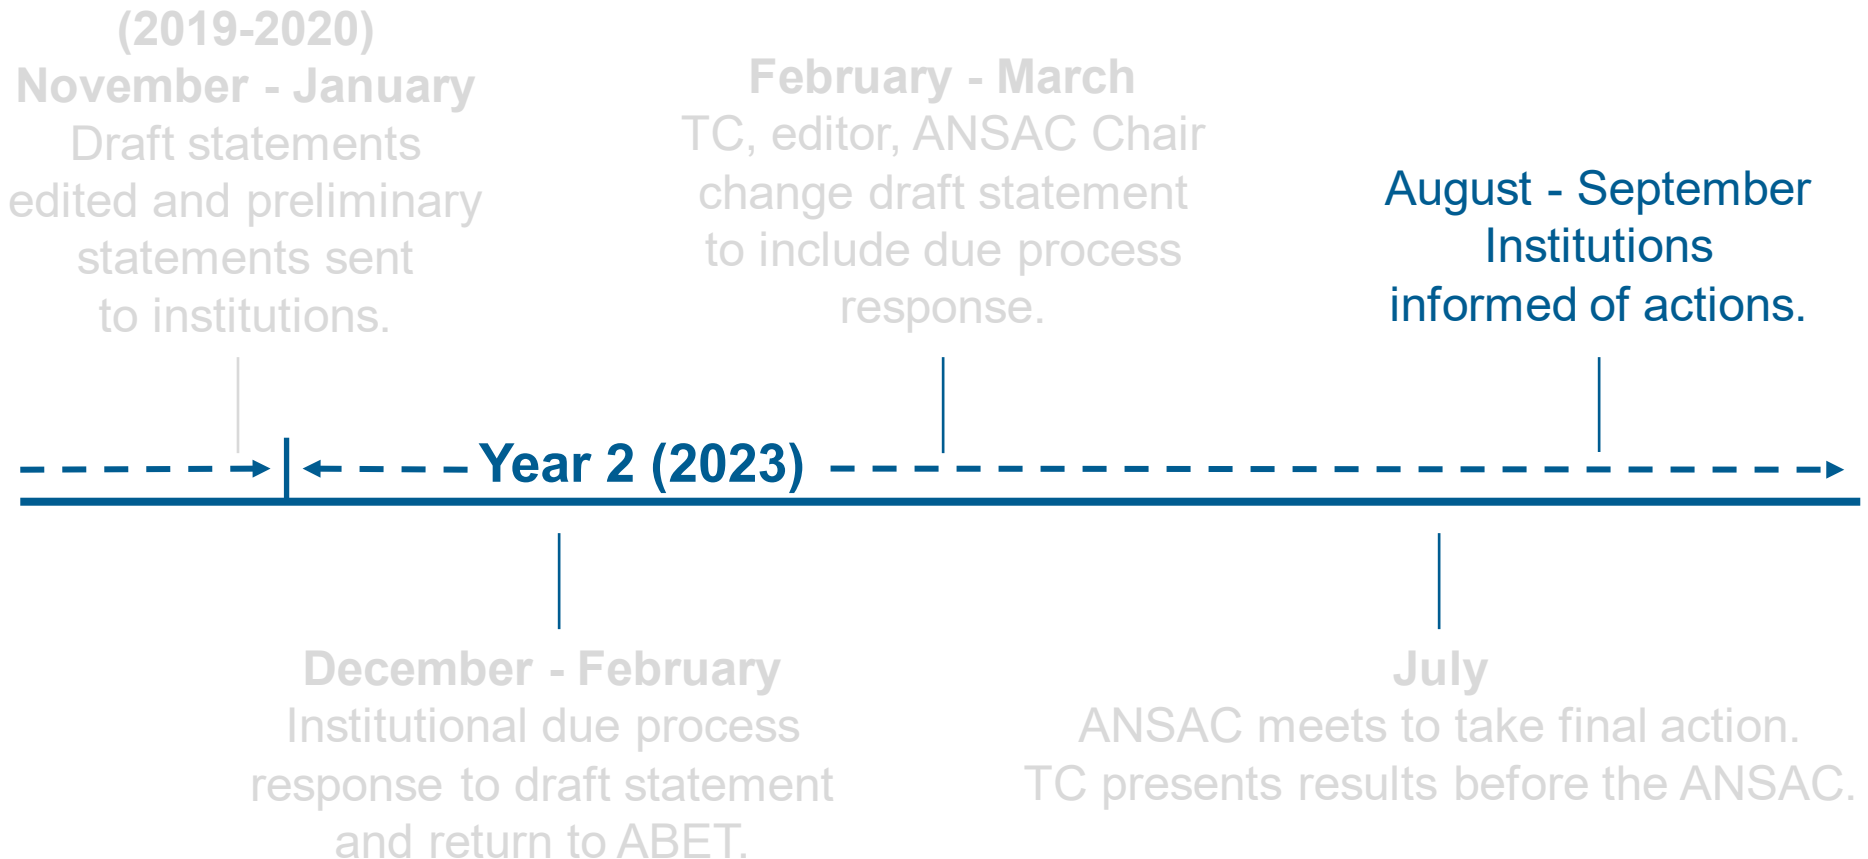 (2019-2020)
November - January
Draft statements
edited and preliminary
statements sent
to institutions.
February - March
TC, editor, ANSAC Chair
change draft statement
to include due process
response.
August - September
Institutions
informed of actions.
Year 2 (2023)
December - February
Institutional due process
response to draft statement
and return to ABET.
July
ANSAC meets to take final action.
TC presents results before the ANSAC.